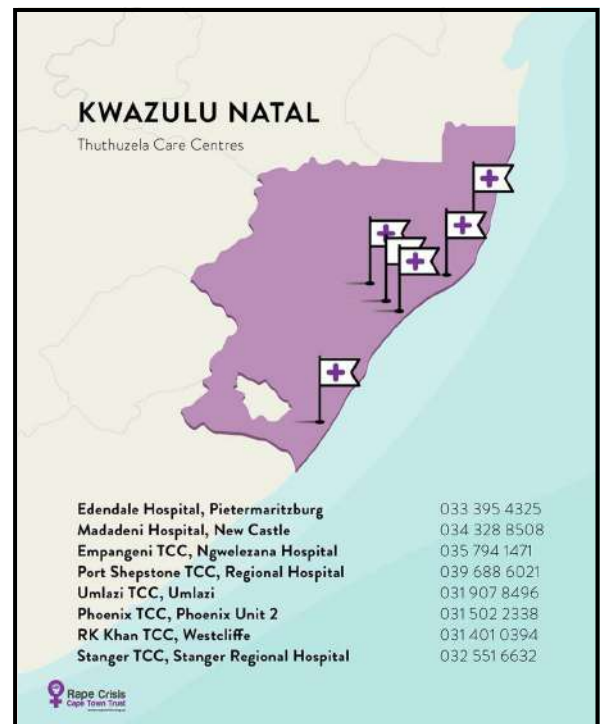 KWAZULU NATAL
Thuthuzela Care Centres
Edendale Hospital, Pietermaritzburg 033 395 4325
Madadeni Hospital, New Castle 034 328 8508
Empangeni TCC, Ngwelezana Hospital 035 794 1471
Port Shepstone TCC, Regional Hospital 039 688 6021
Umlazi TCC, Umlazi 031 907 8496
Phoenix TCC, Phoenix Unit 2 031 502 2338
RK Khan TCC, Westcliffe 031 401 0394
Stanger TCC, Stanger Regional Hospital 032 551 6632
Rape Crisis
Cape Town Trust